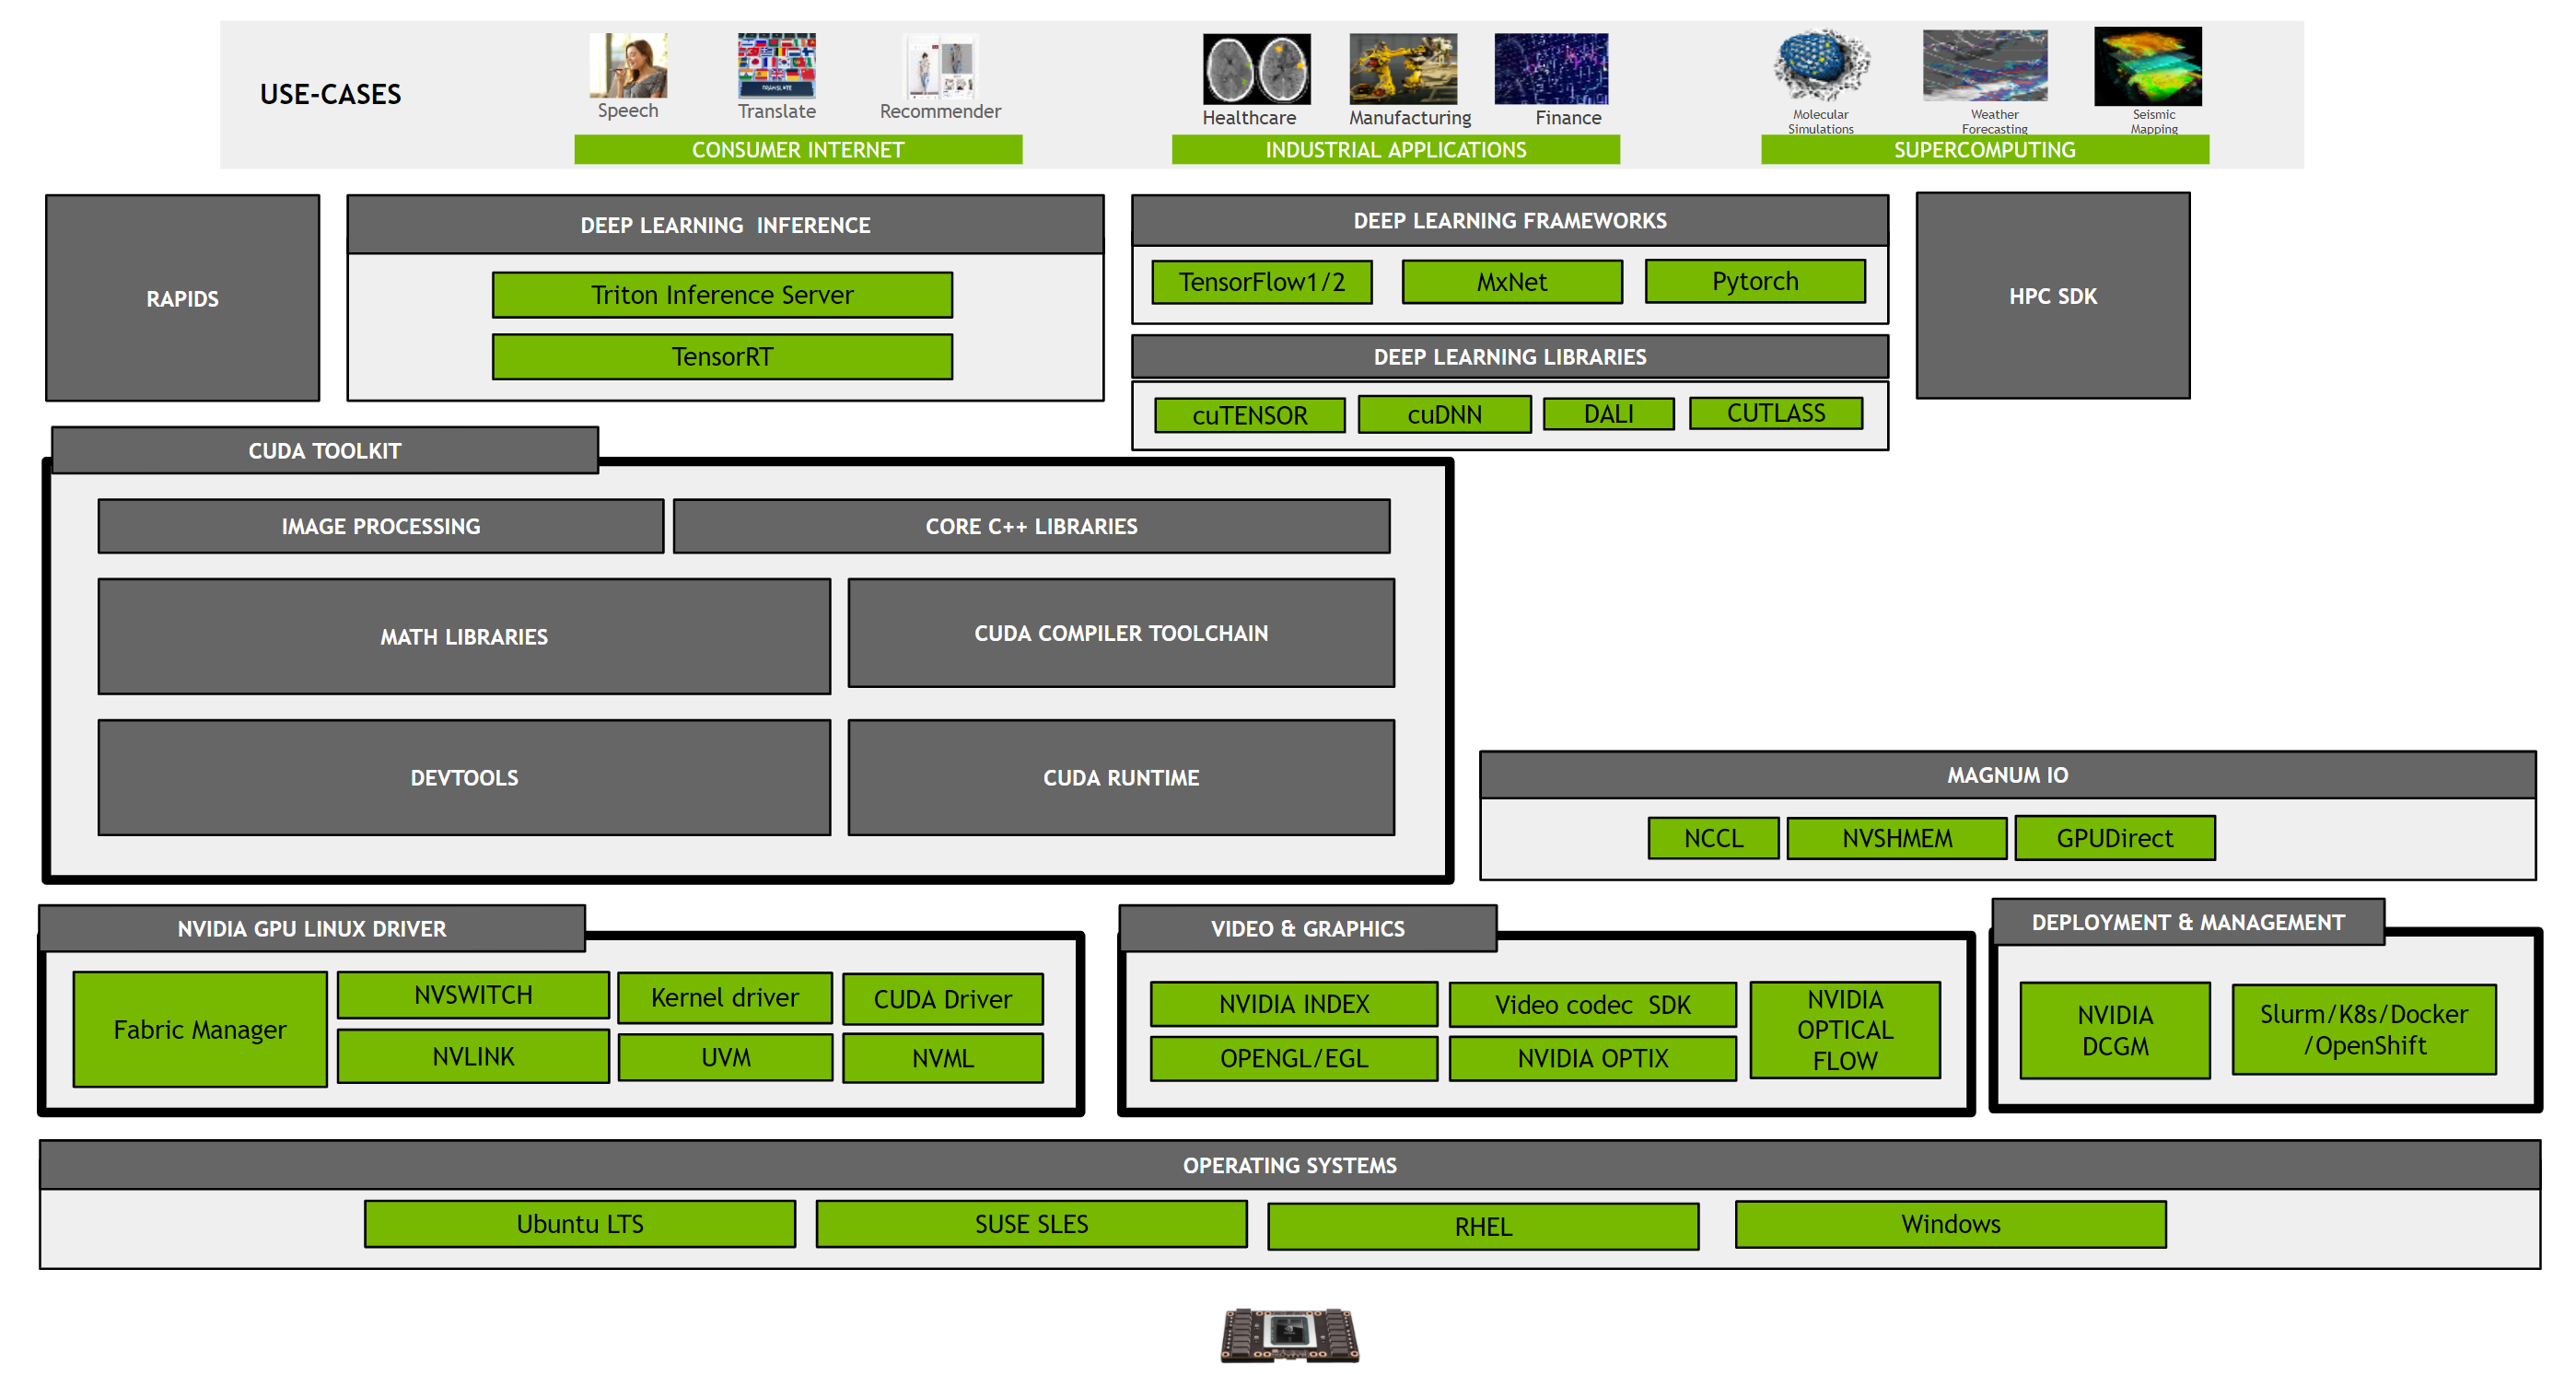 USE-CASES
Speech
Translate
Recommender
CONSUMER INTERNET
Healthcare
Manufacturing
Finance
INDUSTRIAL APPLICATIONS
Molecular
Simulations
Weather
Forecasting
Seismic
Mapping
SUPERCOMPUTING
TRANSLATE
RAPIDS
DEEP LEARNING  INFERENCE
Triton Inference Server
TensorRT
DEEP LEARNING FRAMEWORKS
TensorFlow1/2
MxNet
Pytorch
DEEP LEARNING LIBRARIES
cuTENSOR
cuDNN
DALI
CUTLASS
HPC SDK
CUDA TOOLKIT
IMAGE PROCESSING
CORE C++ LIBRARIES
MATH LIBRARIES
CUDA COMPILER TOOLCHAIN
DEVTOOLS
CUDA RUNTIME
MAGNUM IO
NCCL
NVSHMEM
GPUDirect
NVIDIA GPU LINUX DRIVER
Fabric Manager
NVSWITCH
Kernel driver
CUDA Driver
NVLINK
UVM
NVML
VIDEO & GRAPHICS
NVIDIA INDEX
Video codec  SDK
NVIDIA
OPTICAL
FLOW
OPENGL/EGL
NVIDIA OPTIX
DEPLOYMENT & MANAGEMENT
NVIDIA
DCGM
Slurm/K8s/Docker
/OpenShift
OPERATING SYSTEMS
Ubuntu LTS
SUSE SLES
RHEL
Windows